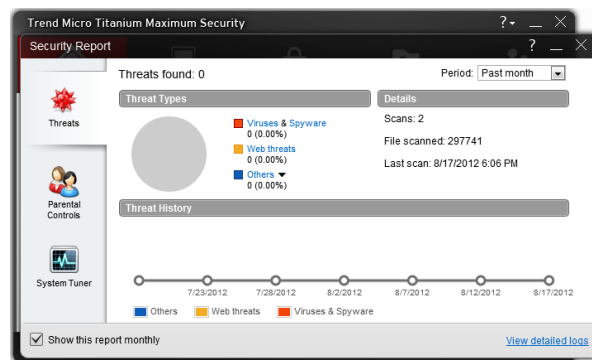 Trend Micro Titanium Maximum Security
Security Report
Threats
Parental
Controls
System Tuner
Threats found: 0
Period: Past month
Threat Types
Viruses & Spyware
0 (0.00%)
Web threats
0 (0.00%)
Others
0 (0.00%)
Details
Scans: 2
File scanned: 297741
Last scan: 8/17/2012 6:06 PM
Threat History
7/23/2012 7/28/2012 8/2/2012 8/7/2012 8/12/2012 8/17/2012
Others Web threats Viruses & Spyware
Show this report monthly
View detailed logs